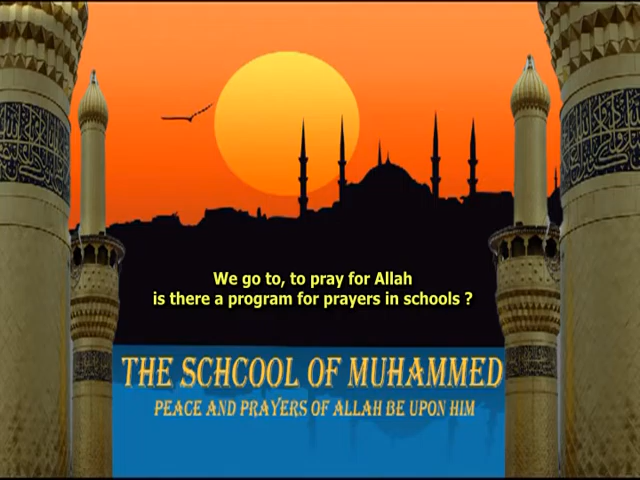 We go to, to pray for Allah
is there a program for prayers in schools ?
THE SCHCOOL OF MUHAMMED
PEACE AND PRAYERS OF ALLAH BE UPON HIM